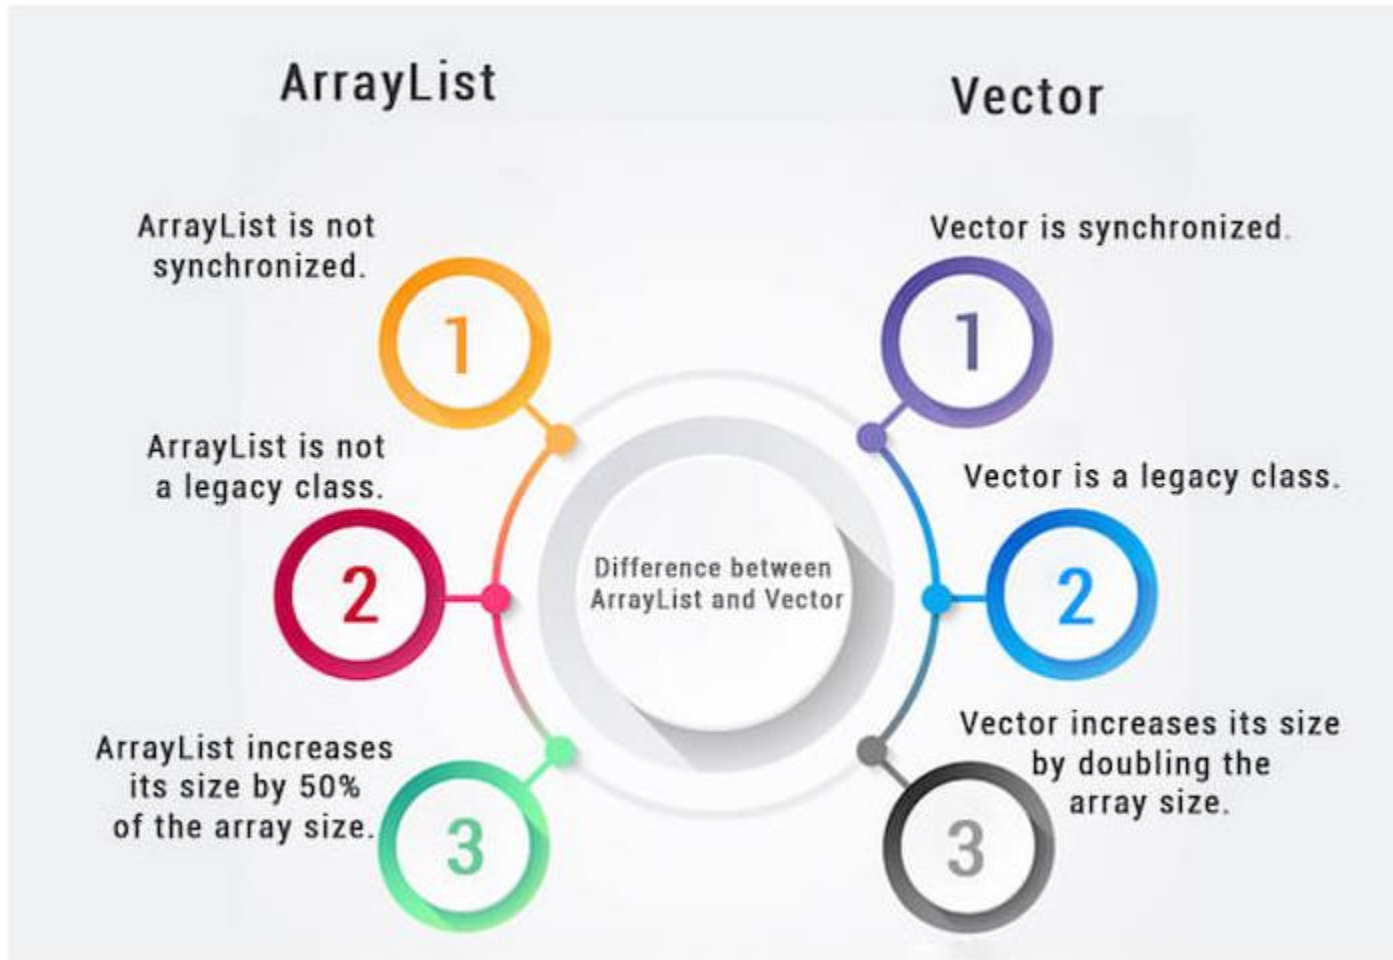 ArrayList
ArrayList is not
synchronized.
1
ArrayList is not
a legacy class.
2
ArrayList increases
its size by 50%
of the array size.
3
Difference between
ArrayList and Vector
Vector
Vector is synchronized.
1
Vector is a legacy class.
2
Vector increases its size
by doubling the
array size.
3